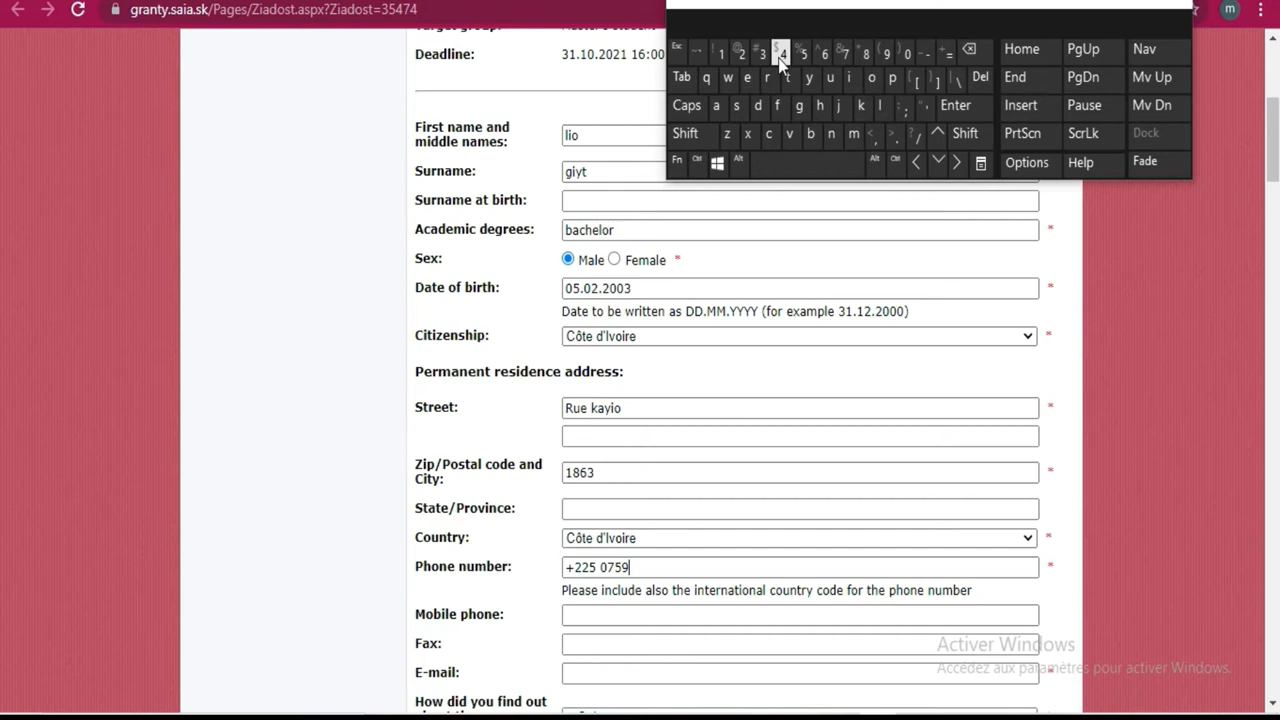 granty.saia.sk/Pages/Ziadost.aspx?Ziadost=35474
m
Deadline:
31.10.2021 16:00
First name and
middle names:
lio
Surname:
giyt
Surname at birth:
Academic degrees:
bachelor
*
Sex:
Male
Female
*
Date of birth:
05.02.2003
*
Date to be written as DD.MM.YYYY (for example 31.12.2000)
Citizenship:
Côte d'Ivoire
*
Permanent residence address:
Street:
Rue kayio
*
Zip/Postal code and
City:
1863
*
State/Province:
Country:
Côte d'Ivoire
*
Phone number:
+225 0759
*
Please include also the international country code for the phone number
Mobile phone:
Fax:
E-mail:
*
How did you find out
Activer Windows
Accédez aux paramètres pour activer Windows.
Esc ~` ! 1 @ 2 # 3 $ 4 % 5 ^ 6 & 7 * 8 ( 9 ) 0 _ - + = Home PgUp Nav
Tab q w e r t y u i o p { [ } ] | \ Del End PgDn Mv Up
Caps a s d f g h j k l : ; " ' Enter Insert Pause Mv Dn
Shift z x c v b n m < , > . ? / Shift PrtScn ScrLk Dock
Fn Ctrl Alt Alt Ctrl Options Help Fade